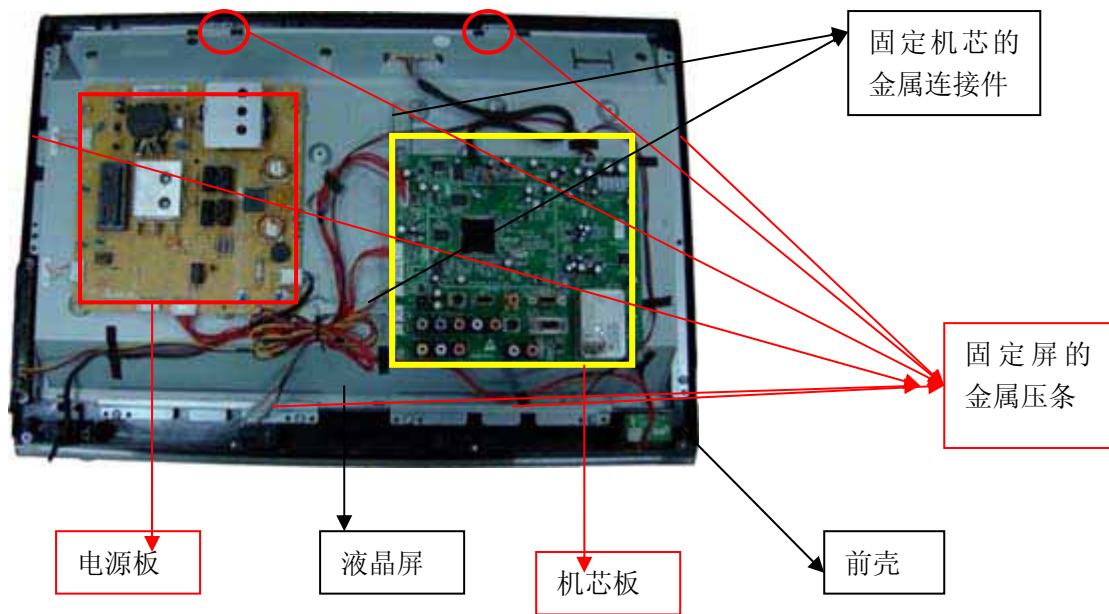 固定机芯的
金属连接件
固定屏的
金属压条
电源板
液晶屏
机芯板
前壳